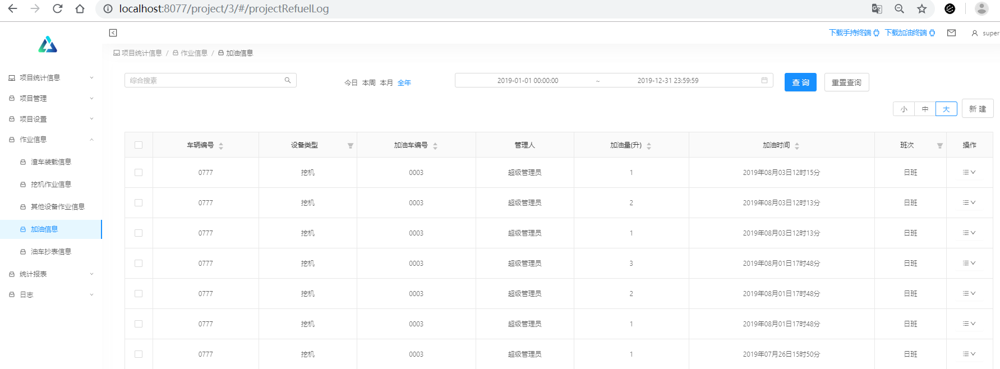 localhost:8077/project/3/#/projectRefuelLog
下载手持终端 下载加油终端 super
项目统计信息 / 作业信息 / 加油信息
项目统计信息
项目管理
项目设置
作业信息
渣车装载信息
挖机作业信息
其他设备作业信息
加油信息
油车抄表信息
统计报表
日志
综合搜素 今日 本周 本月 全年 2019-01-01 00:00:00 ~ 2019-12-31 23:59:59 查 询 重置查询
小 中 大 新 建
车辆编号 设备类型 加油车编号 管理人 加油量(升) 加油时间 班次 操作
0777 挖机 0003 超级管理员 1 2019年08月03日12时15分 日班
0777 挖机 0003 超级管理员 2 2019年08月03日12时13分 日班
0777 挖机 0003 超级管理员 1 2019年08月03日12时13分 日班
0777 挖机 0003 超级管理员 3 2019年08月01日17时48分 日班
0777 挖机 0003 超级管理员 2 2019年08月01日17时48分 日班
0777 挖机 0003 超级管理员 1 2019年08月01日17时48分 日班
0777 挖机 0003 超级管理员 1 2019年07月26日15时50分 日班